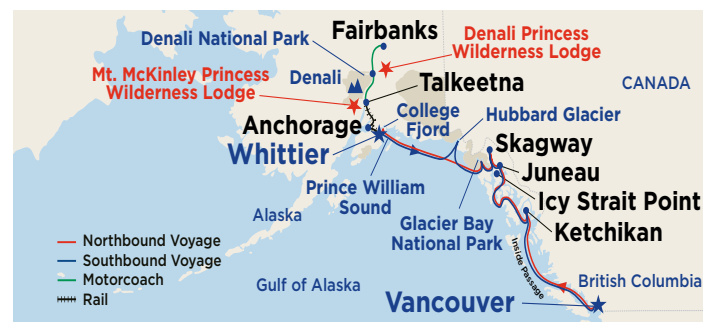 Fairbanks
Denali National Park
Denali Princess
Wilderness Lodge
Mt. McKinley Princess
Wilderness Lodge
Denali
Talkeetna
CANADA
College
Fjord
Hubbard Glacier
Anchorage
Whittier
Skagway
Juneau
Icy Strait Point
Ketchikan
Prince William
Sound
Glacier Bay
National Park
Alaska
Northbound Voyage
Southbound Voyage
Motorcoach
Rail
Gulf of Alaska
Inside Passage
British Columbia
Vancouver